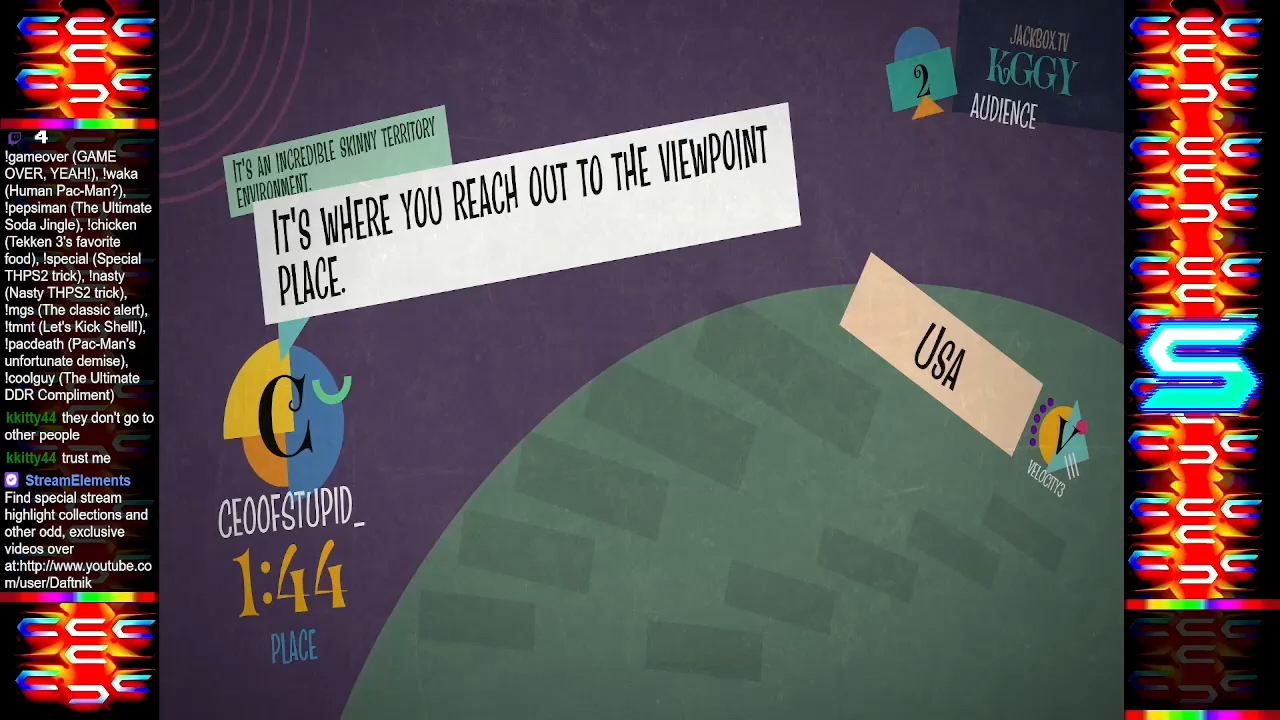 4
!gameover (GAME
OVER, YEAH!), !waka
(Human Pac-Man?),
!pepsiman (The Ultimate
Soda Jingle), !chicken
(Tekken 3's favorite
food), !special (Special
THPS2 trick), !nasty
(Nasty THPS2 trick),
!mgs (The classic alert),
!tmnt (Let's Kick Shell!),
!pacdeath (Pac-Man's
unfortunate demise),
!coolguy (The Ultimate
DDR Compliment)
kkitty44 they don't go to
other people
kkitty44 trust me
StreamElements
Find special stream
highlight collections and
other odd, exclusive
videos over
at:http://www.youtube.co
m/user/Daftnik
IT'S AN INCREDIBLE SKINNY TERRITORY
ENVIRONMENT.
IT'S WHERE YOU REACH OUT TO THE VIEWPOINT
PLACE.
C
CEOOFSTUPID_
1:44
PLACE
2
JACKBOX.TV
KGGY
AUDIENCE
USA
V
VELOCITY3
S